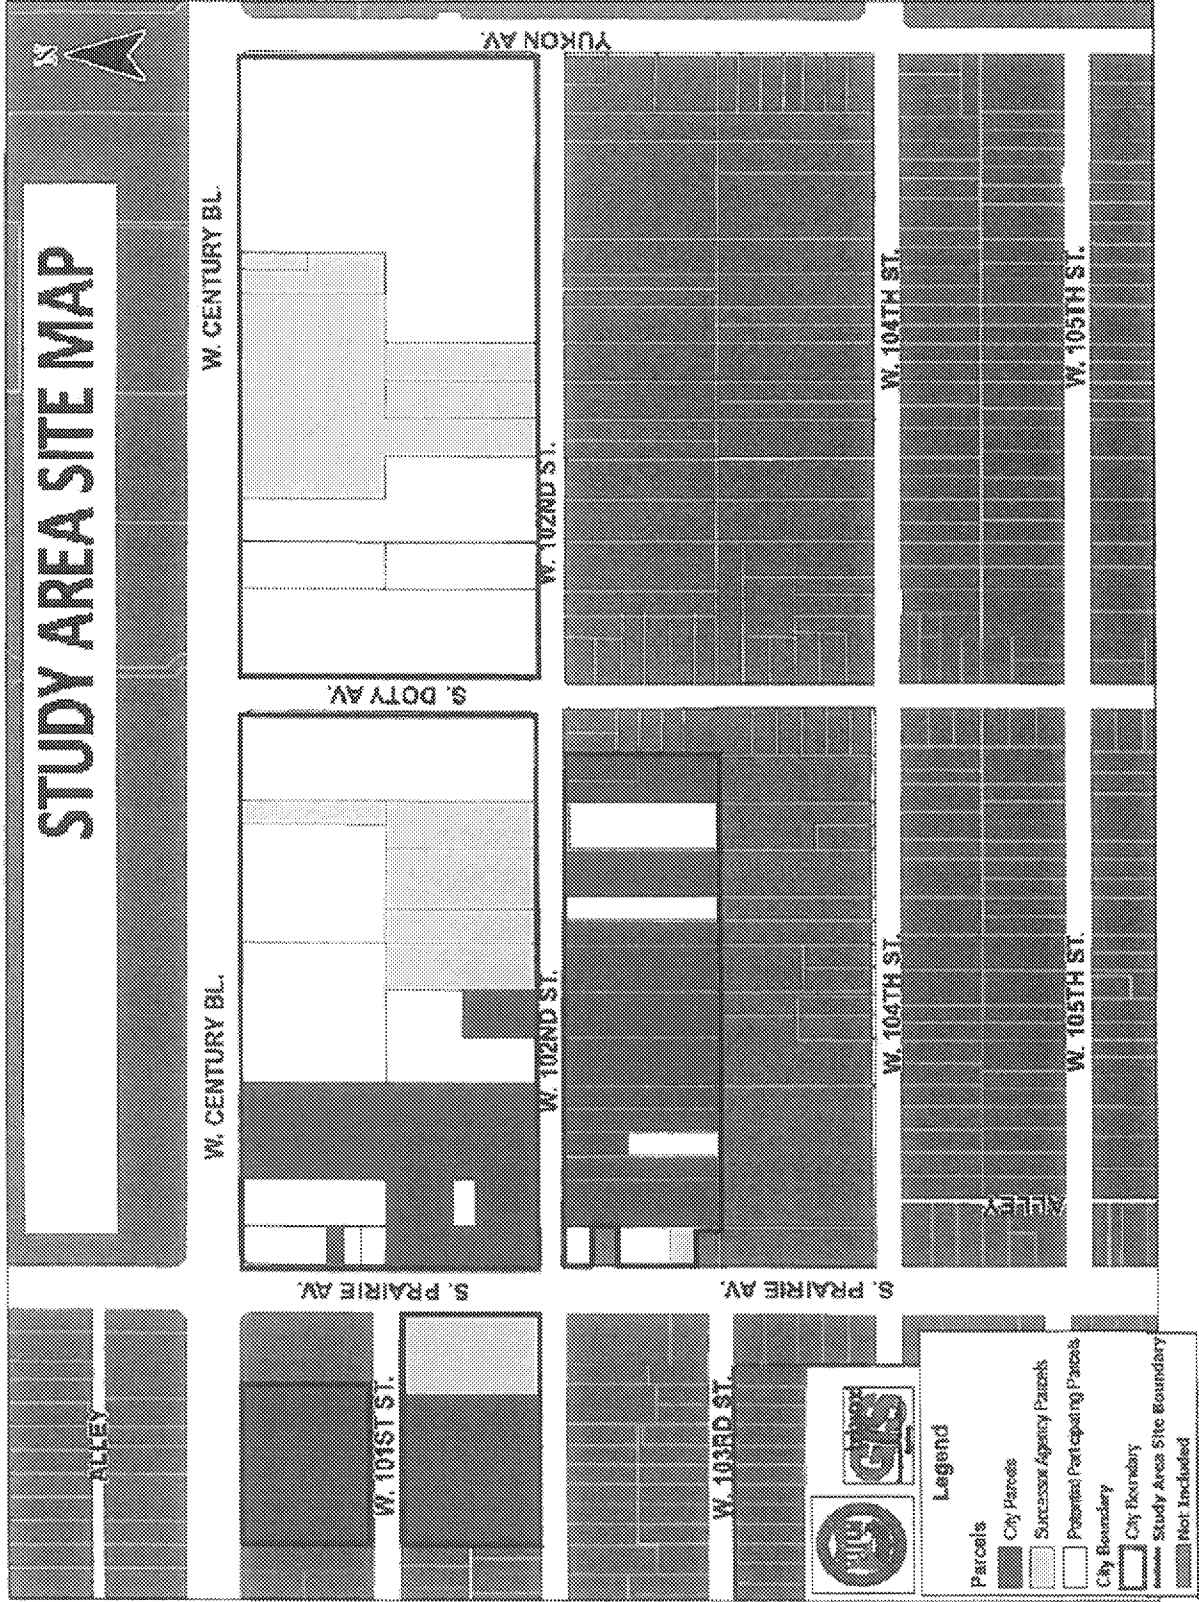 STUDY AREA SITE MAP
N
ALLEY
W. CENTURY BL.
W. CENTURY BL.
S. PRAIRIE AV.
S. DOTY AV.
YUKON AV.
W. 101ST ST.
W. 102ND ST.
W. 102ND ST.
W. 103RD ST.
S. PRAIRIE AV.
W. 104TH ST.
W. 104TH ST.
ALLEY
W. 105TH ST.
W. 105TH ST.
GIS
Legend
Parcels
City Parcels
Successor Agency Parcels
Potential Participating Parcels
City Boundary
City Boundary
Study Area Site Boundary
Not Included